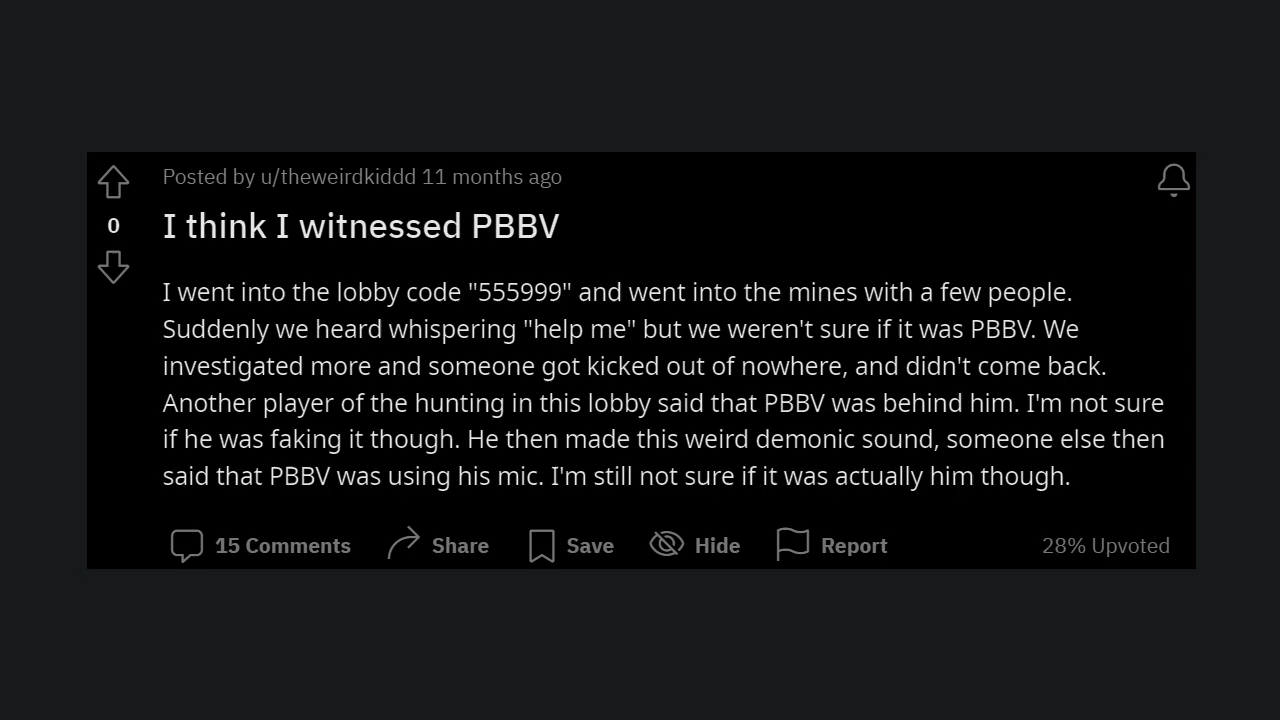 Posted by u/theweirdkiddd 11 months ago
0
I think I witnessed PBBV
I went into the lobby code "555999" and went into the mines with a few people.
Suddenly we heard whispering "help me" but we weren't sure if it was PBBV. We
investigated more and someone got kicked out of nowhere, and didn't come back.
Another player of the hunting in this lobby said that PBBV was behind him. I'm not sure
if he was faking it though. He then made this weird demonic sound, someone else then
said that PBBV was using his mic. I'm still not sure if it was actually him though.
15 Comments Share Save Hide Report 28% Upvoted